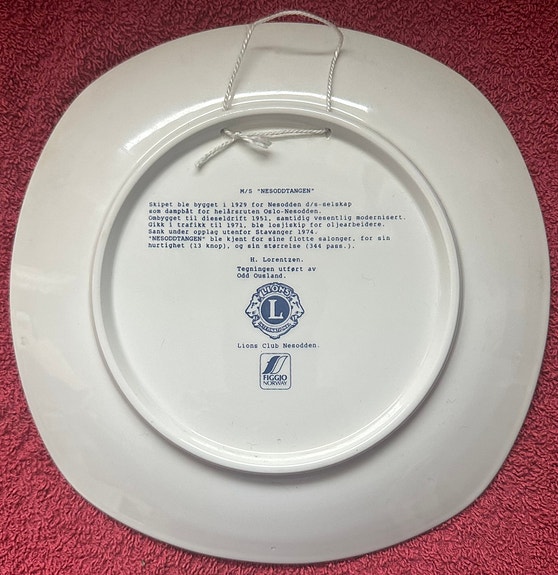 M/S "NESODDTANGEN"
Skipet ble bygget i 1929 for Nesodden d/s-selskap
som dampbåt for helårsruten Oslo-Nesodden.
Ombygget til dieseldrift 1951, samtidig vesentlig modernisert.
Gikk i trafikk til 1971, ble losjiskip for oljearbeidere.
Sank under opplag utenfor Stavanger 1974.
"NESODDTANGEN" ble kjent for sine flotte salonger, for sin
hurtighet (13 knop), og sin størrelse (344 pass.).
H. Lorentzen.
Tegningen utført av
Odd Ousland.
LIONS
L
INTERNATIONAL
Lions Club Nesodden.
FIGGJO
NORWAY